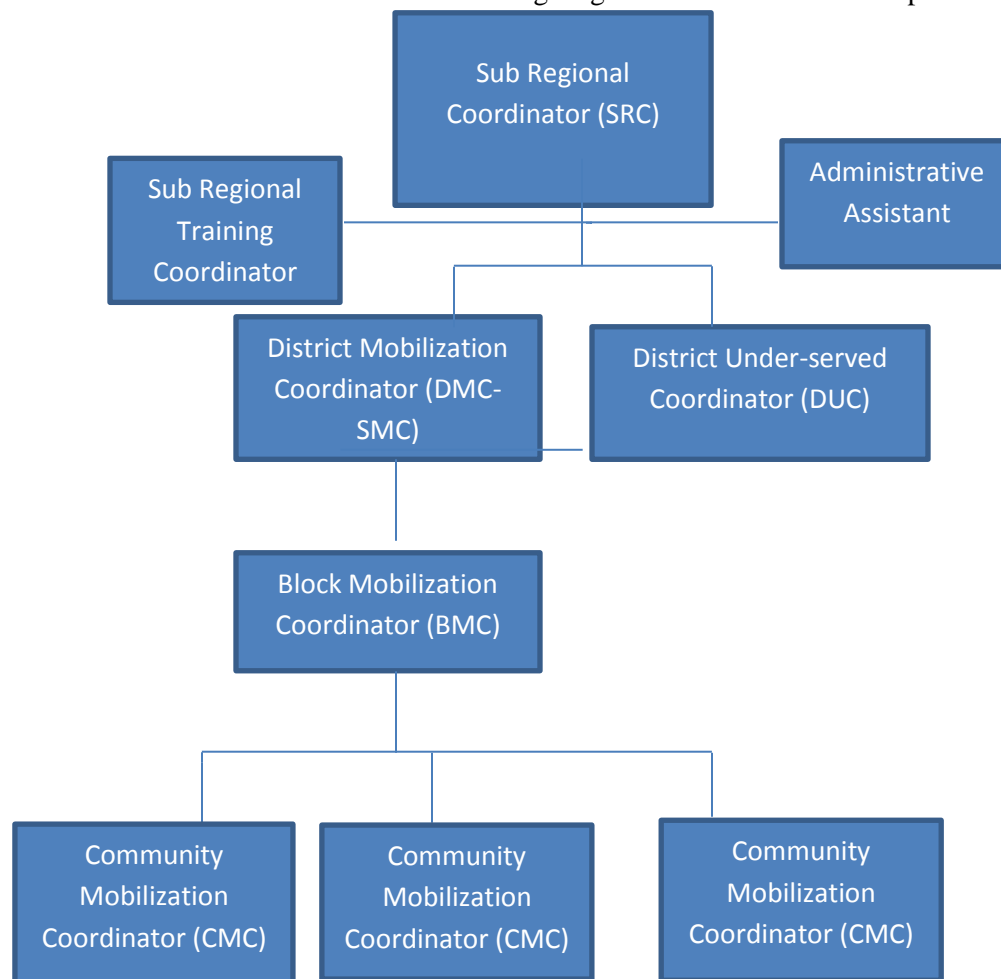 Sub Regional
Coordinator (SRC)
Sub Regional
Training
Coordinator
Administrative
Assistant
District Mobilization
Coordinator (DMC-
SMC)
District Under-served
Coordinator (DUC)
Block Mobilization
Coordinator (BMC)
Community
Mobilization
Coordinator (CMC)
Community
Mobilization
Coordinator (CMC)
Community
Mobilization
Coordinator (CMC)